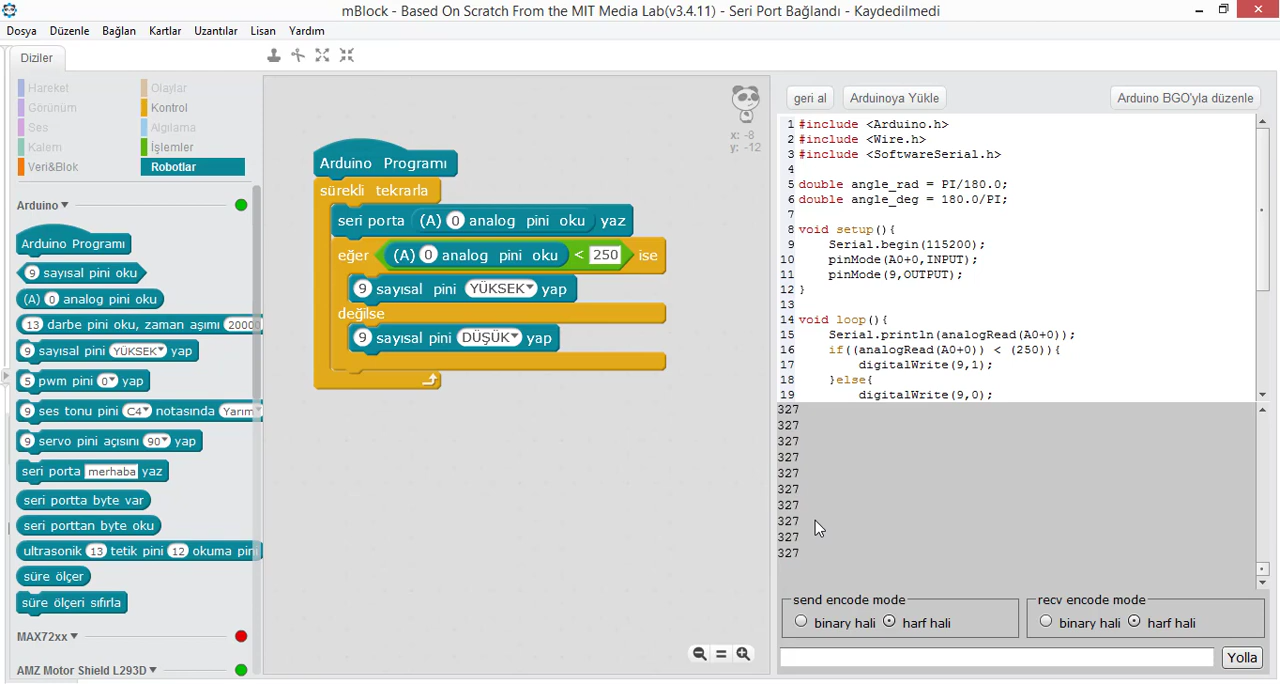 mBlock - Based On Scratch From the MIT Media Lab(v3.4.11) - Seri Port Bağlandı - Kaydedilmedi
Dosya Düzenle Bağlan Kartlar Uzantılar Lisan Yardım
Diziler
Hareket Olaylar
Görünüm Kontrol
Ses Algılama
Kalem İşlemler
Veri&Blok Robotlar
Arduino
Arduino Programı
9 sayısal pini oku
(A) 0 analog pini oku
13 darbe pini oku, zaman aşımı 20000
9 sayısal pini YÜKSEK yap
5 pwm pini 0 yap
9 ses tonu pini C4 notasında Yarım
9 servo pini açısını 90 yap
seri porta merhaba yaz
seri portta byte var
seri porttan byte oku
ultrasonik 13 tetik pini 12 okuma pini
süre ölçer
süre ölçeri sıfırla
MAX72xx
AMZ Motor Shield L293D
x: -8
y: -12
Arduino Programı
sürekli tekrarla
seri porta (A) 0 analog pini oku yaz
eğer (A) 0 analog pini oku < 250 ise
9 sayısal pini YÜKSEK yap
değilse
9 sayısal pini DÜŞÜK yap
geri al Arduinoya Yükle Arduino BGO'yla düzenle
1 #include <Arduino.h>
2 #include <Wire.h>
3 #include <SoftwareSerial.h>
4
5 double angle_rad = PI/180.0;
6 double angle_deg = 180.0/PI;
7
8 void setup(){
9 Serial.begin(115200);
10 pinMode(A0+0,INPUT);
11 pinMode(9,OUTPUT);
12 }
13
14 void loop(){
15 Serial.println(analogRead(A0+0));
16 if((analogRead(A0+0)) < (250)){
17 digitalWrite(9,1);
18 }else{
19 digitalWrite(9,0);
327
327
327
327
327
327
327
327
327
327
send encode mode recv encode mode
binary hali harf hali binary hali harf hali
Yolla